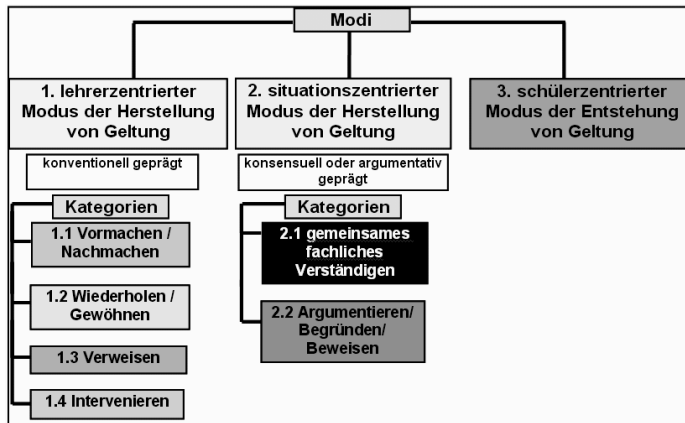 Modi
1. lehrerzentrierter
Modus der Herstellung
von Geltung
konventionell geprägt
Kategorien
1.1 Vormachen /
Nachmachen
1.2 Wiederholen /
Gewöhnen
1.3 Verweisen
1.4 Intervenieren
2. situationszentrierter
Modus der Herstellung
von Geltung
konsensuell oder argumentativ
geprägt
Kategorien
2.1 gemeinsames
fachliches
Verständigen
2.2 Argumentieren/
Begründen/
Beweisen
3. schülerzentrierter
Modus der Entstehung
von Geltung